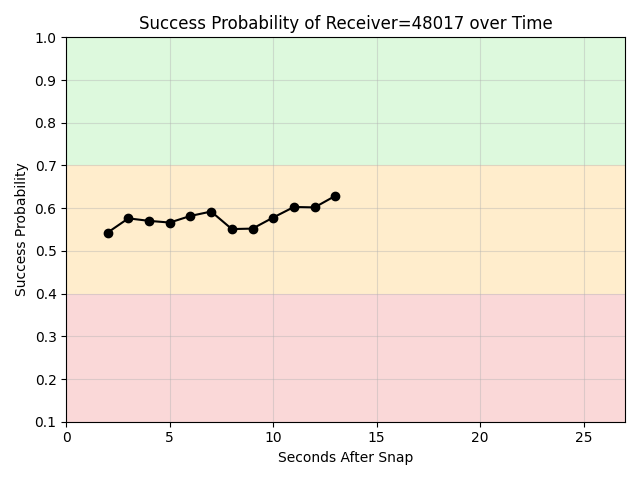 Success Probability of Receiver=48017 over Time
1.0
0.9
0.8
0.7
0.6
0.5
0.4
0.3
0.2
0.1
Success Probability
0 5 10 15 20 25
Seconds After Snap